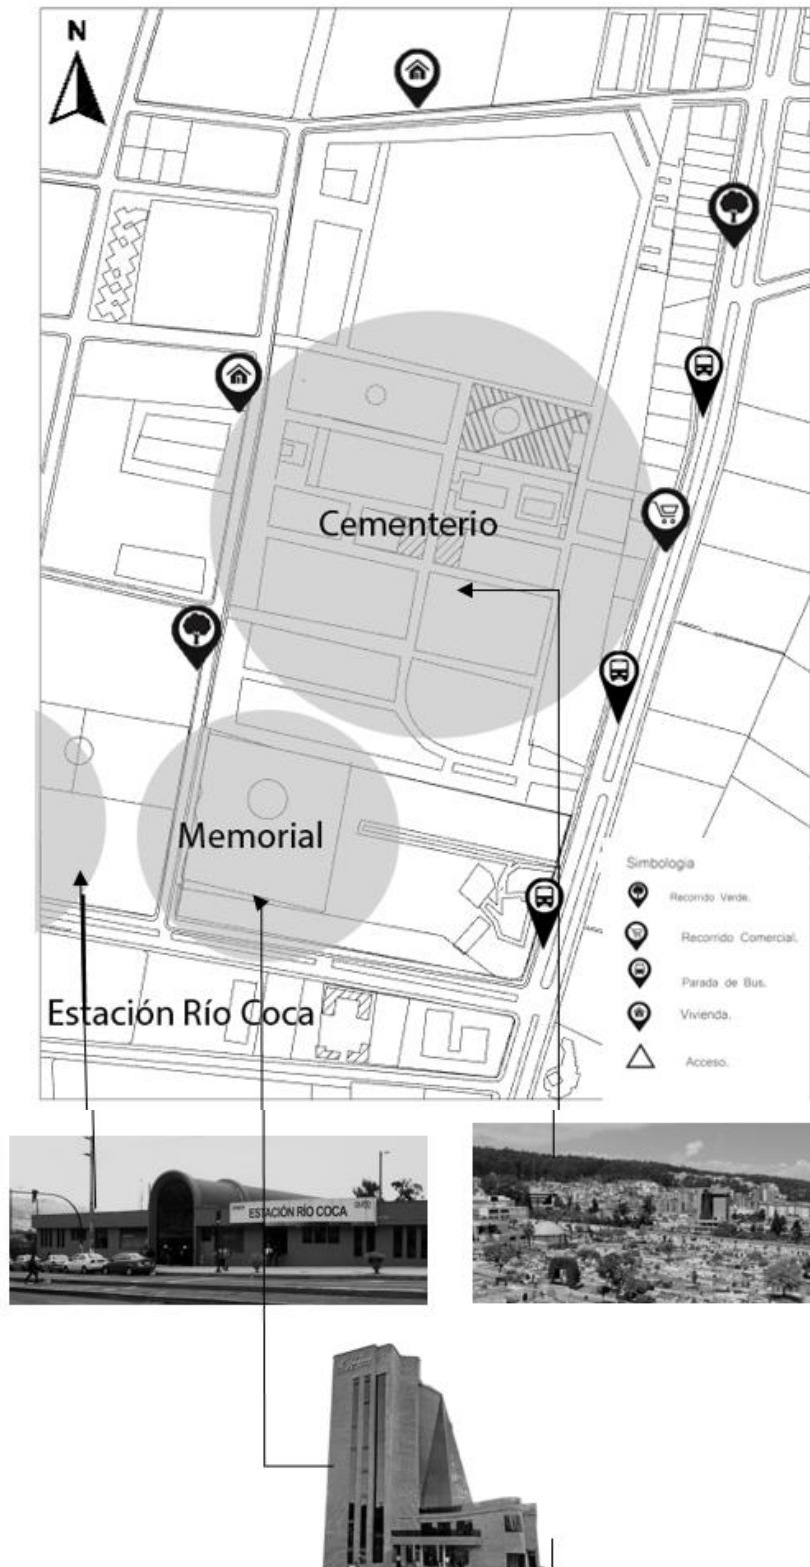 N
Cementerio
Memorial
Simbologia
Recorrido Verde.
Recorrido Comercial.
Parada de Bus.
Vivienda.
Acceso.
Estación Río Coca
ESTACIÓN RÍO COCA